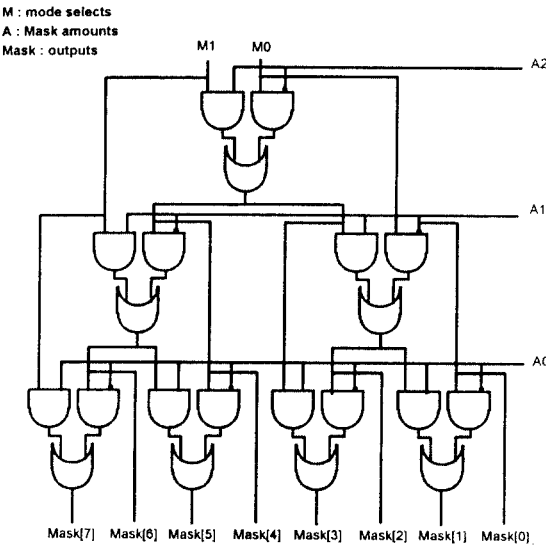 M : mode selects
A : Mask amounts
Mask : outputs
M1 M0
A2
A1
A0
Mask[7] Mask[6] Mask[5] Mask[4] Mask[3] Mask[2] Mask[1] Mask[0]